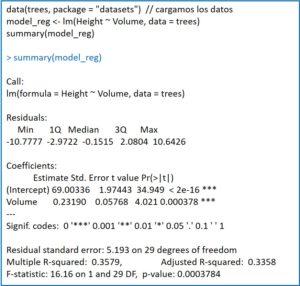 data(trees, package = "datasets")  // cargamos los datos
model_reg <- lm(Height ~ Volume, data = trees)
summary(model_reg)
> summary(model_reg)
Call:
lm(formula = Height ~ Volume, data = trees)
Residuals:
Min 1Q Median 3Q Max
-10.7777 -2.9722 -0.1515 2.0804 10.6426
Coefficients:
Estimate Std. Error t value Pr(>|t|)
(Intercept) 69.00336 1.97443 34.949 < 2e-16 ***
Volume 0.23190 0.05768 4.021 0.000378 ***
---
Signif. codes: 0 '***' 0.001 '**' 0.01 '*' 0.05 '.' 0.1 ' ' 1
Residual standard error: 5.193 on 29 degrees of freedom
Multiple R-squared: 0.3579, Adjusted R-squared: 0.3358
F-statistic: 16.16 on 1 and 29 DF, p-value: 0.0003784